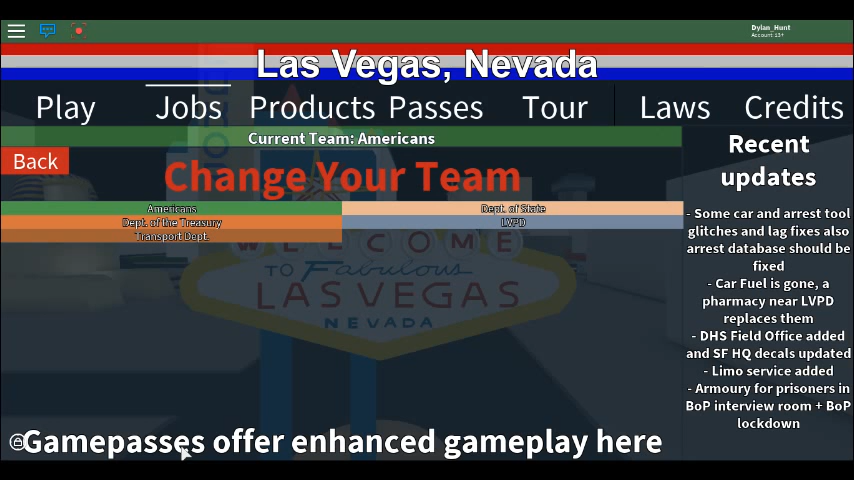 Dylan_Hunt
Account: 13+
Las Vegas, Nevada
Play Jobs Products Passes Tour Laws Credits
Current Team: Americans
Back
Change Your Team
Americans
Dept. of State
Dept. of the Treasury
LVPD
Transport Dept.
WELCOME
TO Fabulous
LAS VEGAS
NEVADA
Recent
updates
- Some car and arrest tool
glitches and lag fixes also
arrest database should be
fixed
- Car Fuel is gone, a
pharmacy near LVPD
replaces them
- DHS Field Office added
and SF HQ decals updated
- Limo service added
- Armoury for prisoners in
BoP interview room + BoP
lockdown
Gamepasses offer enhanced gameplay here